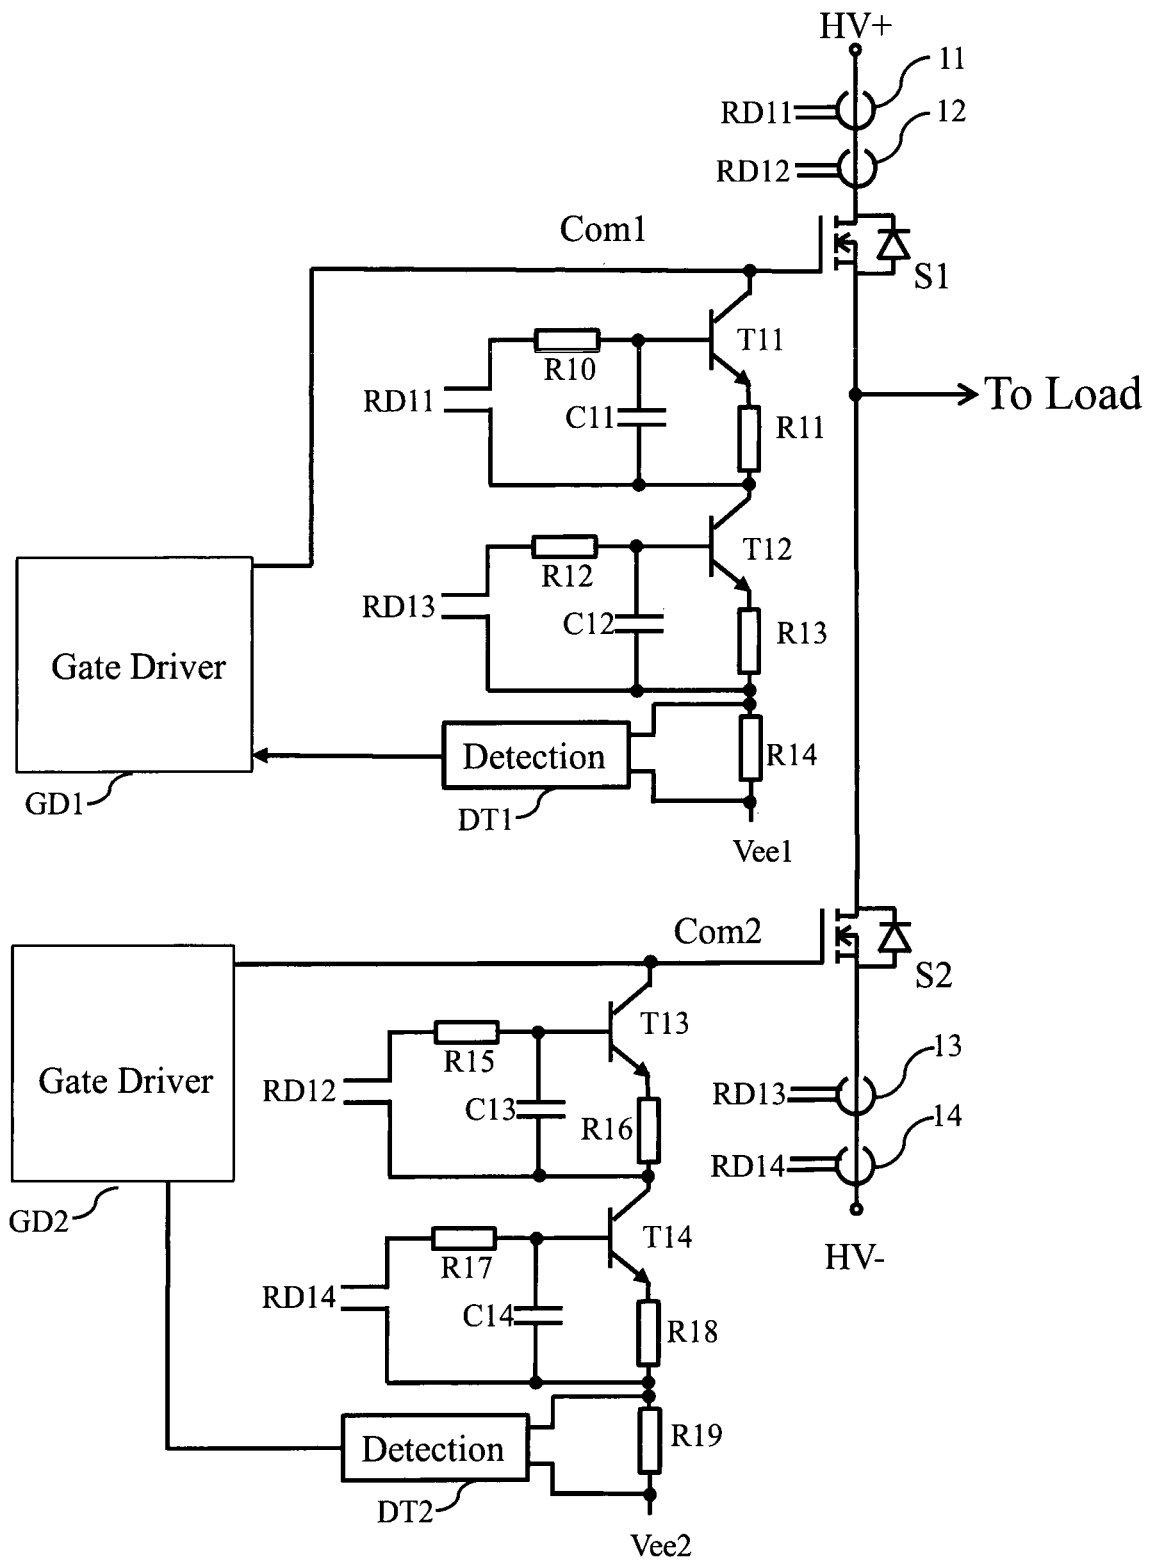 HV+
11
RD11
12
RD12
Com1
S1
T11
R10
RD11
C11
R11
To Load
T12
R12
RD13
C12
R13
Gate Driver
Detection
R14
GD1
DT1
Vee1
Com2
S2
T13
R15
13
Gate Driver
RD12
C13
R16
RD13
14
RD14
GD2
T14
R17
HV-
RD14
C14
R18
Detection
R19
DT2
Vee2